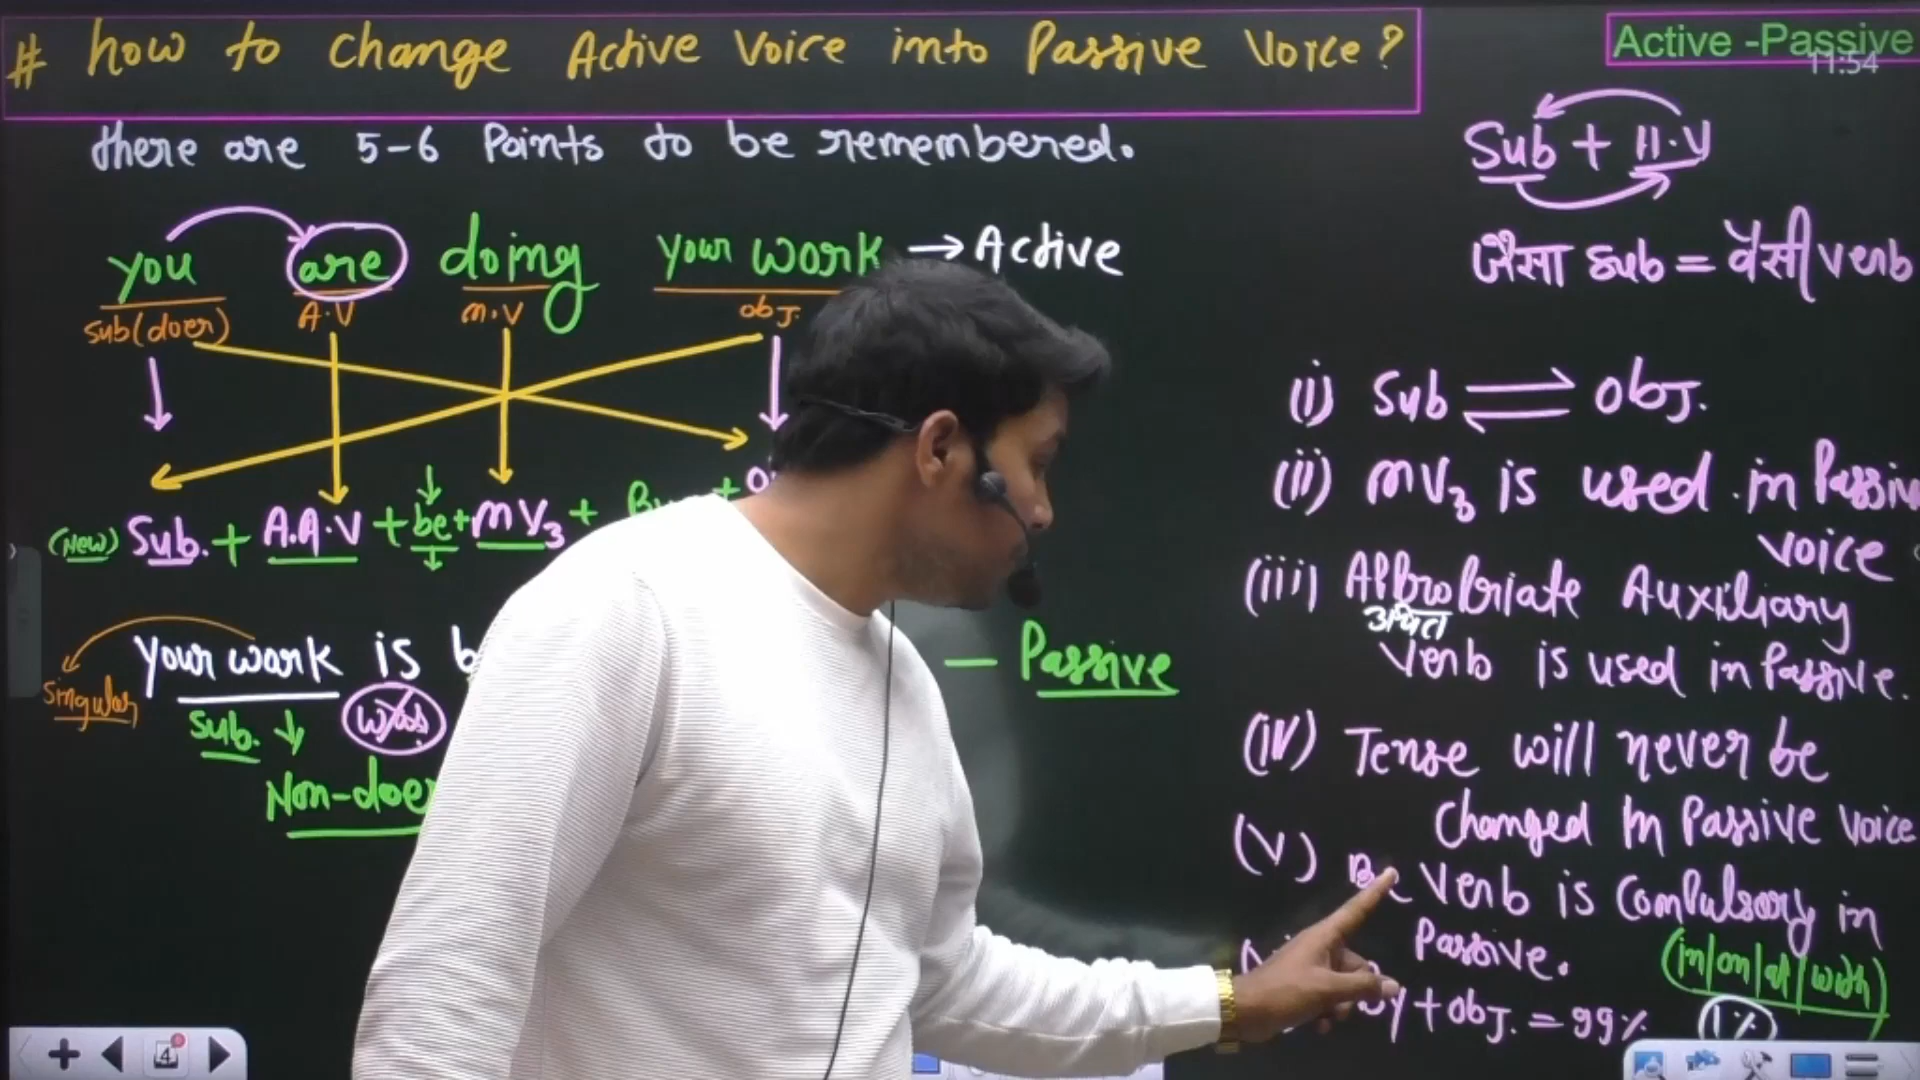 # how to change Active Voice into Passive Voice?
Active -Passive
11:54
there are 5-6 Points to be remembered.
Sub + H.V
जैसा sub = वैसी verb
you are doing your work → Active
sub(doer) A.V m.v obj.
(i) Sub ⇌ obj.
(ii) MV3 is used in Passive
voice
(New) Sub. + A.A.V + be + MV3 +
(iii) Appropriate Auxiliary
उचित
Verb is used in Passive.
your work is
— Passive
singular
Sub. ↓ was
Non-doer
(iv) Tense will never be
changed in Passive Voice
(v) Be Verb is Compulsory in
Passive.
(in/on/at/with)
By + obj. = 99%
1%
4